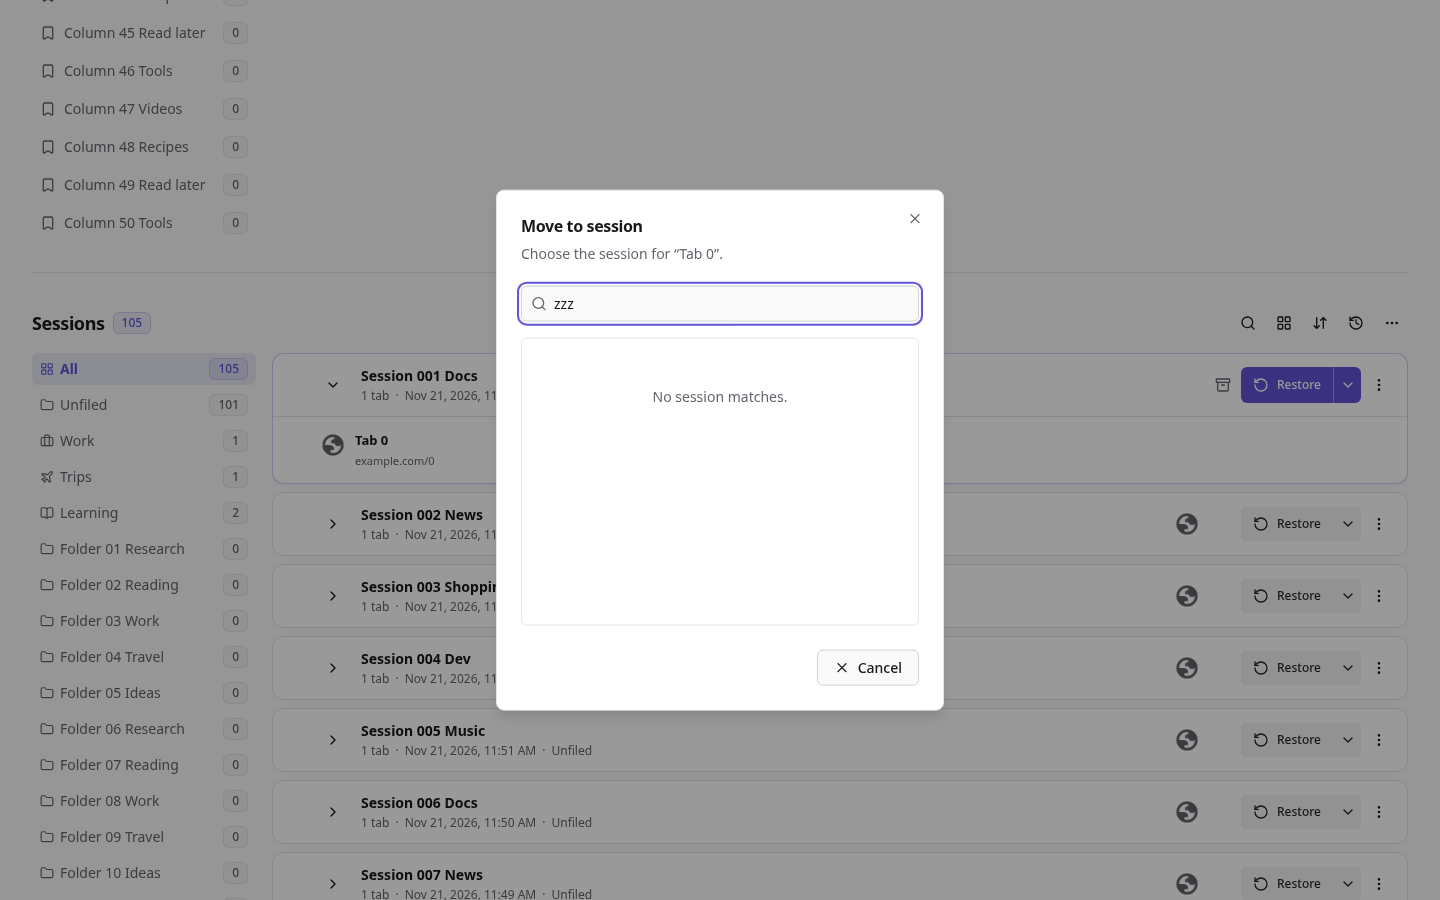 Column 45 Read later 0
Column 46 Tools 0
Column 47 Videos 0
Column 48 Recipes 0
Column 49 Read later 0
Column 50 Tools 0
Sessions 105
All 105
Unfiled 101
Work 1
Trips 1
Learning 2
Folder 01 Research 0
Folder 02 Reading 0
Folder 03 Work 0
Folder 04 Travel 0
Folder 05 Ideas 0
Folder 06 Research 0
Folder 07 Reading 0
Folder 08 Work 0
Folder 09 Travel 0
Folder 10 Ideas 0
Session 001 Docs
1 tab · Nov 21, 2026, 11
Restore
Tab 0
example.com/0
Session 002 News
1 tab · Nov 21, 2026, 11
Restore
Session 003 Shoppin
1 tab · Nov 21, 2026, 11
Restore
Session 004 Dev
1 tab · Nov 21, 2026, 11
Restore
Session 005 Music
1 tab · Nov 21, 2026, 11:51 AM · Unfiled
Restore
Session 006 Docs
1 tab · Nov 21, 2026, 11:50 AM · Unfiled
Restore
Session 007 News
1 tab · Nov 21, 2026, 11:49 AM · Unfiled
Restore
Move to session
Choose the session for “Tab 0”.
zzz
No session matches.
Cancel